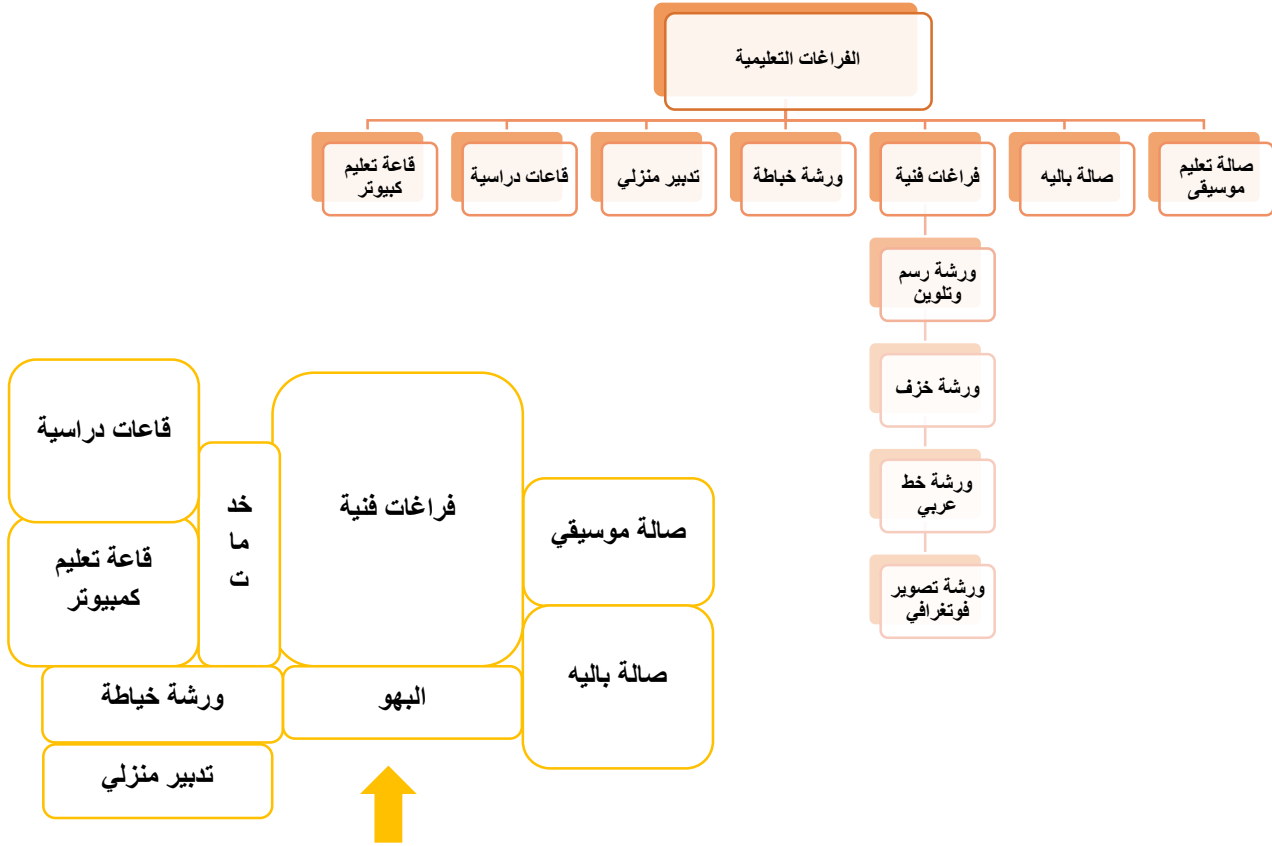 الفراغات التعليمية
صالة تعليم
موسيقى
صالة باليه
فراغات فنية
ورشة خباطة
تدبير منزلي
قاعات دراسية
قاعة تعليم
كبيوتر
ورشة رسم
وتلوين
ورشة خزف
ورشة خط
عربي
ورشة تصوير
فوتغرافي
صالة موسيقي
صالة باليه
فراغات فنية
البهو
خد
ما
ت
قاعات دراسية
قاعة تعليم
كمبيوتر
ورشة خياطة
تدبير منزلي